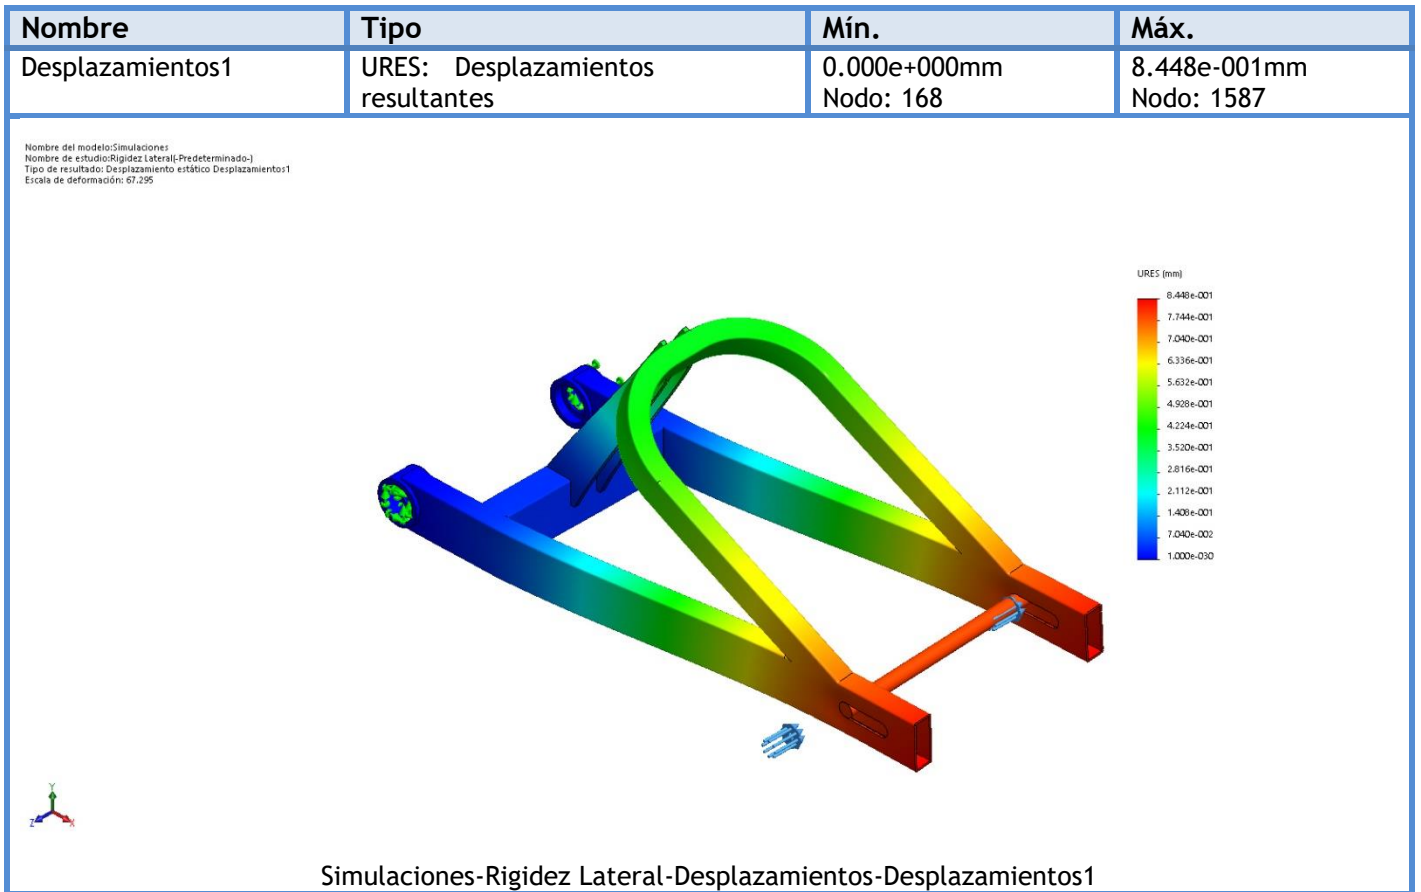 Nombre Tipo Mín. Máx.
Desplazamientos1 URES: Desplazamientos resultantes 0.000e+000mm Nodo: 168 8.448e-001mm Nodo: 1587
Nombre del modelo:Simulaciones
Nombre de estudio:Rigidez Lateral(-Predeterminado-)
Tipo de resultado: Desplazamiento estático Desplazamientos1
Escala de deformación: 67.295
URES (mm)
8.448e-001
7.744e-001
7.040e-001
6.336e-001
5.632e-001
4.928e-001
4.224e-001
3.520e-001
2.816e-001
2.112e-001
1.408e-001
7.040e-002
1.000e-030
Y
Z
X
Simulaciones-Rigidez Lateral-Desplazamientos-Desplazamientos1